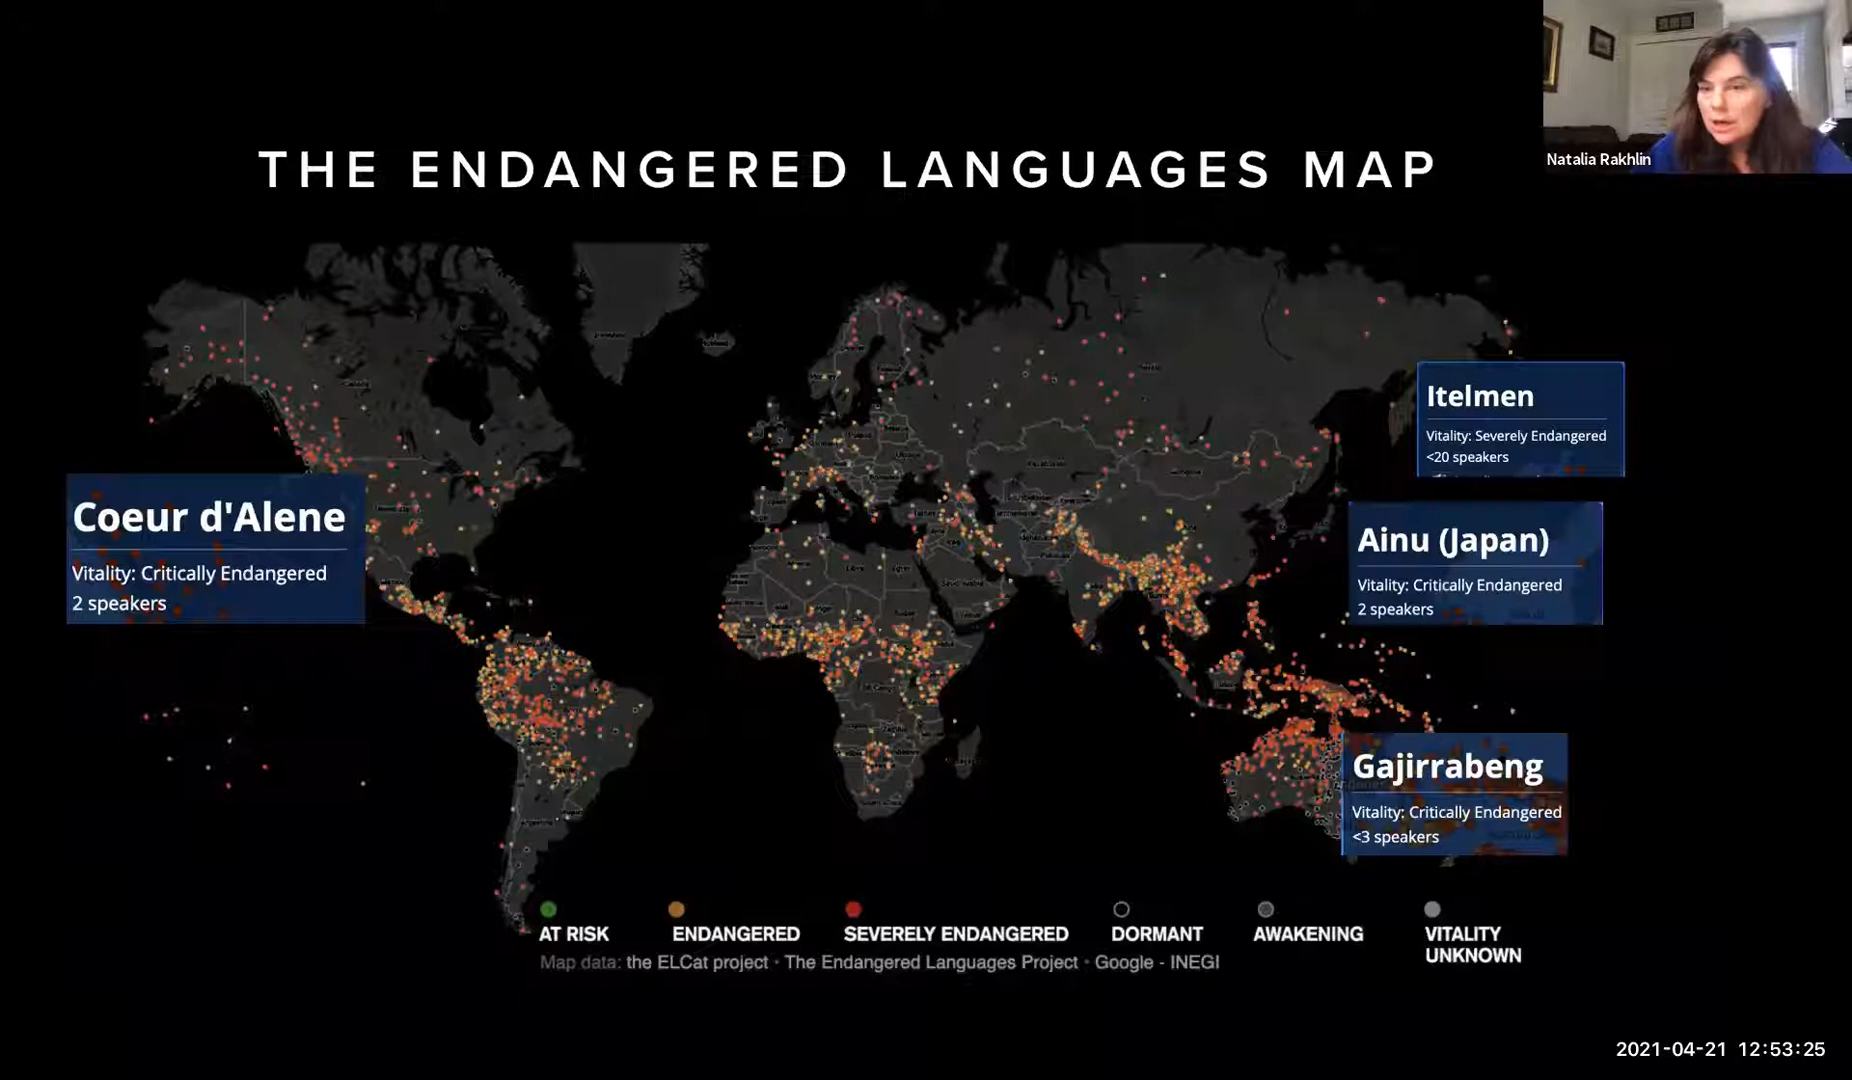 Natalia Rakhlin
THE ENDANGERED LANGUAGES MAP
Itelmen
Vitality: Severely Endangered
<20 speakers
Coeur d'Alene
Vitality: Critically Endangered
2 speakers
Ainu (Japan)
Vitality: Critically Endangered
2 speakers
Gajirrabeng
Vitality: Critically Endangered
<3 speakers
AT RISK
ENDANGERED
SEVERELY ENDANGERED
DORMANT
AWAKENING
VITALITY
UNKNOWN
Map data: the ELCat project · The Endangered Languages Project · Google - INEGI
2021-04-21 12:53:25